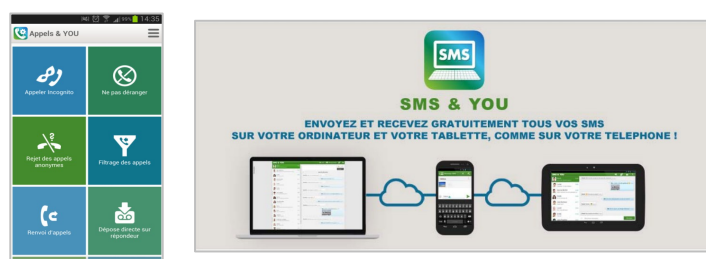 14:35
Appels & YOU
Appeler Incognito
Ne pas déranger
Rejet des appels
anonymes
Filtrage des appels
Renvoi d'appels
Dépose directe sur
répondeur
SMS
SMS & YOU
ENVOYEZ ET RECEVEZ GRATUITEMENT TOUS VOS SMS
SUR VOTRE ORDINATEUR ET VOTRE TABLETTE, COMME SUR VOTRE TELEPHONE !